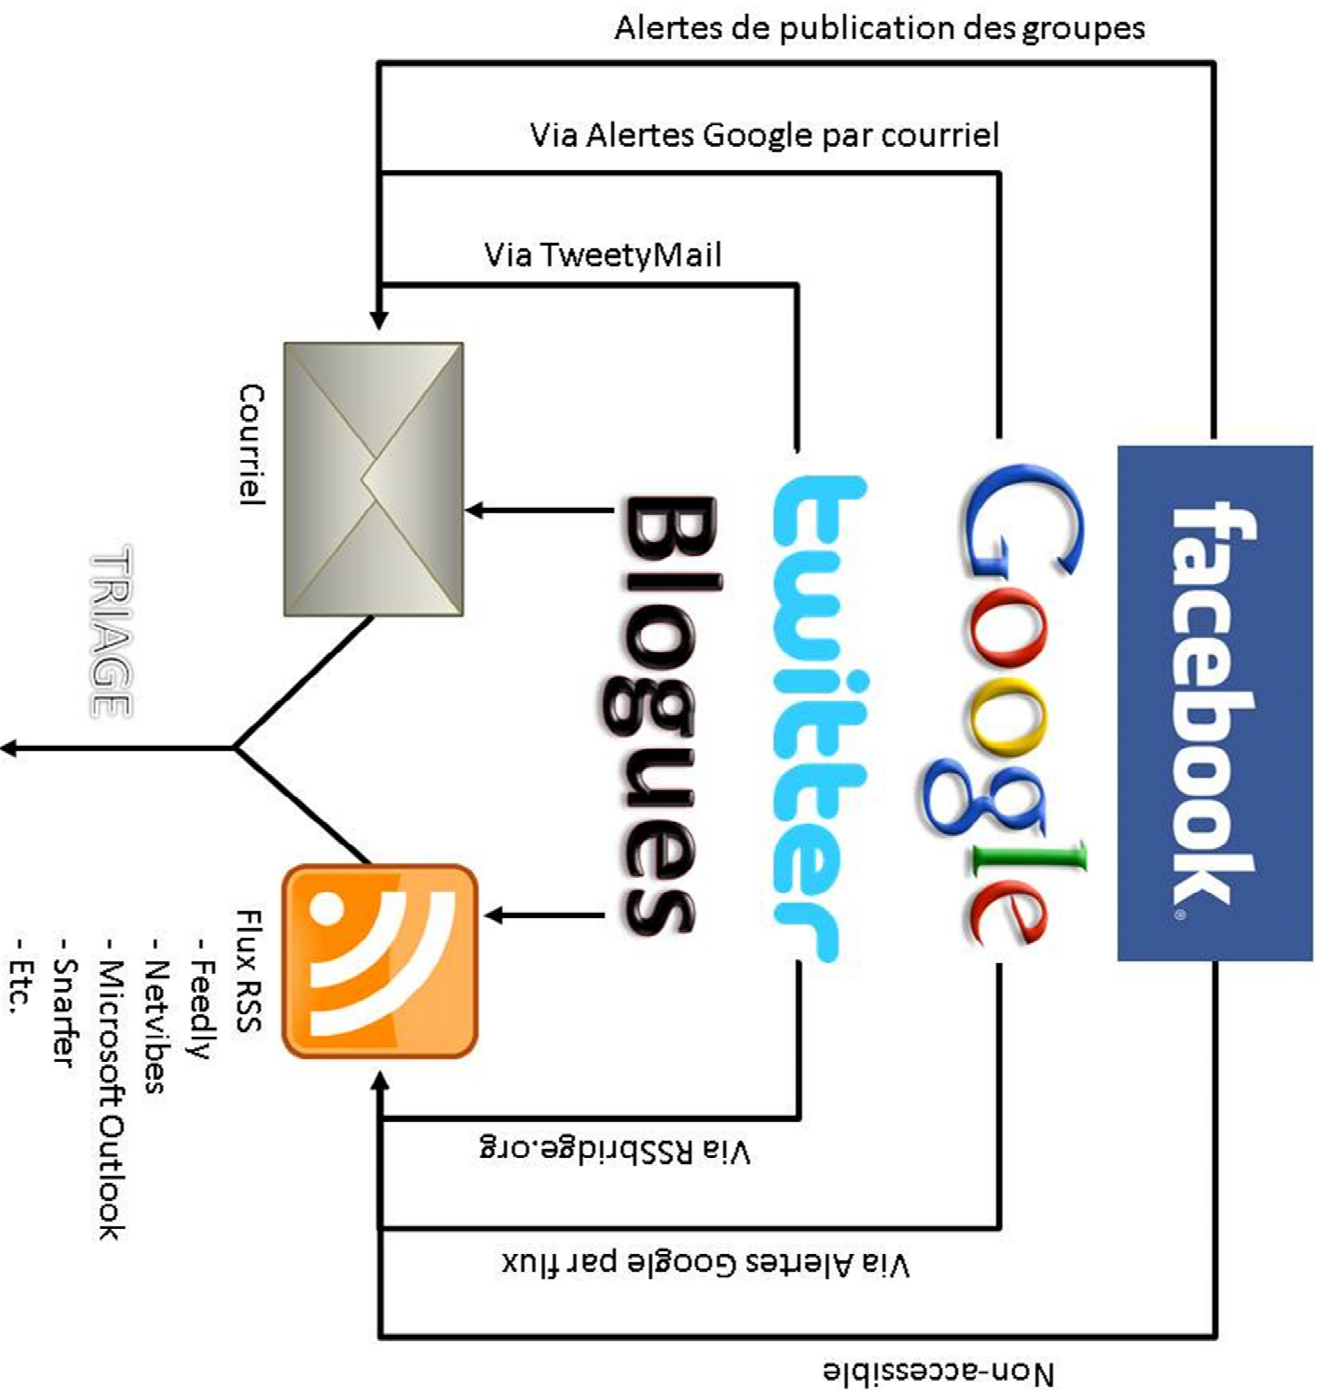 facebook®
Google
twitter
Blogues
Alertes de publication des groupes
Via Alertes Google par courriel
Via TweetyMail
Non-accessible
Via Alertes Google par flux
Via RSSbridge.org
Courriel
Flux RSS
- Feedly
- Netvibes
- Microsoft Outlook
- Snarfer
- Etc.
TRIAGE